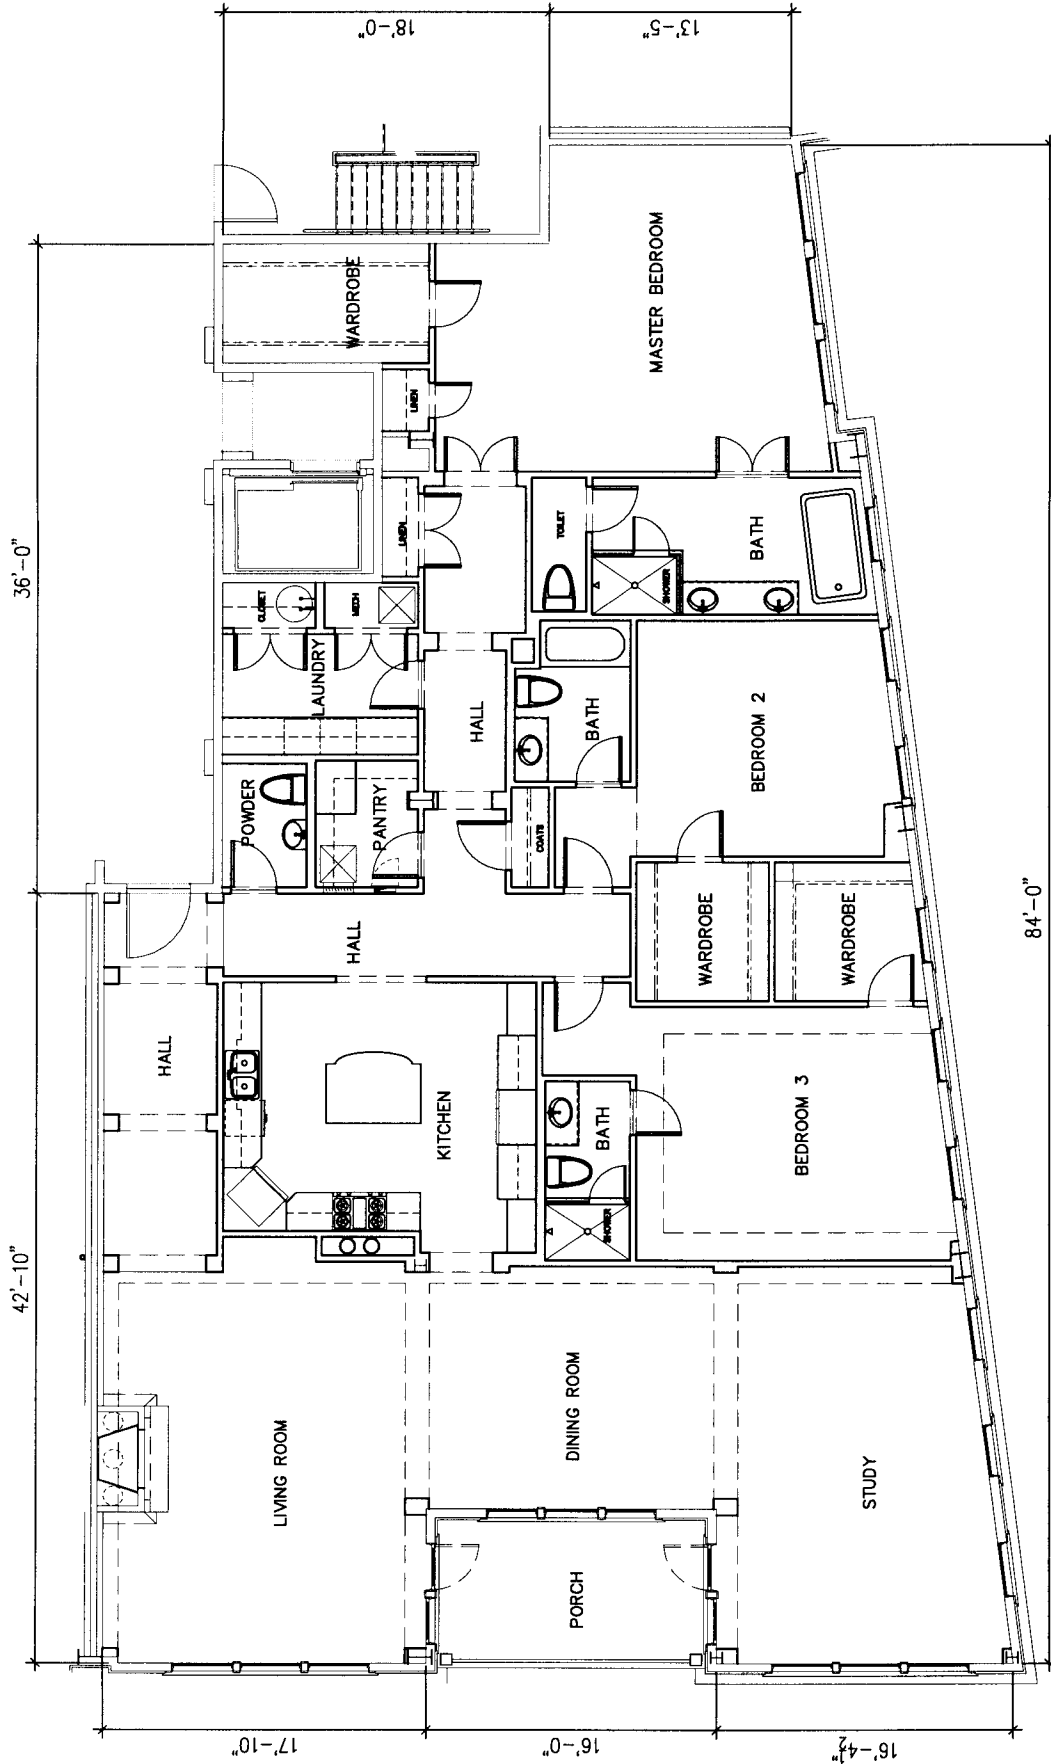 18'-0"
13'-5"
36'-0"
42'-10"
84'-0"
17'-10"
16'-0"
16'-4½"
WARDROBE
MASTER BEDROOM
LINEN
LINEN
TOILET
SHOWER
BATH
CLOSET
MECH
LAUNDRY
HALL
BATH
BEDROOM 2
POWDER
PANTRY
COATS
HALL
WARDROBE
WARDROBE
HALL
KITCHEN
BATH
SHOWER
BEDROOM 3
LIVING ROOM
DINING ROOM
STUDY
PORCH